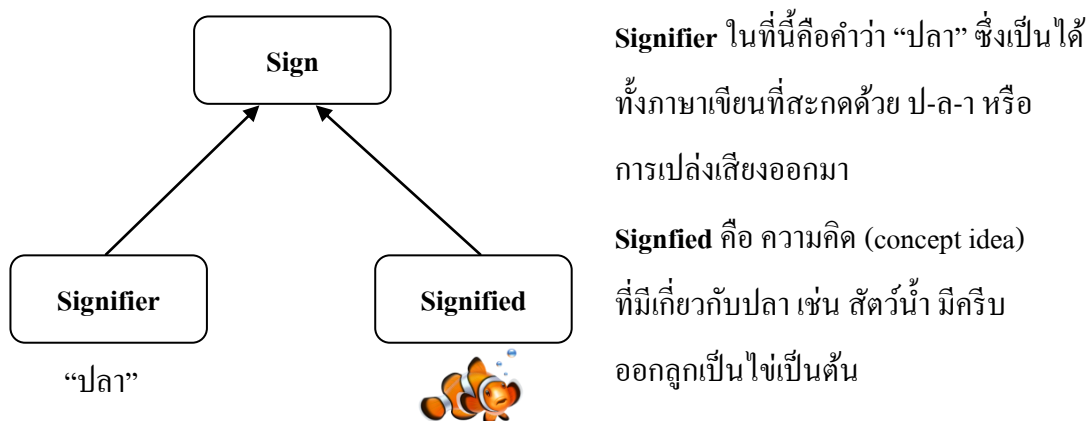 Sign
Signifier
Signified
“ปลา”
Signifier ในที่นี้คือคำว่า “ปลา” ซึ่งเป็นได้
ทั้งภาษาเขียนที่สะกดด้วย ป-ล-า หรือ
การเปล่งเสียงออกมา
Signfied คือ ความคิด (concept idea)
ที่มีเกี่ยวกับปลา เช่น สัตว์น้ำ มีครีบ
ออกลูกเป็นไข่เป็นต้น